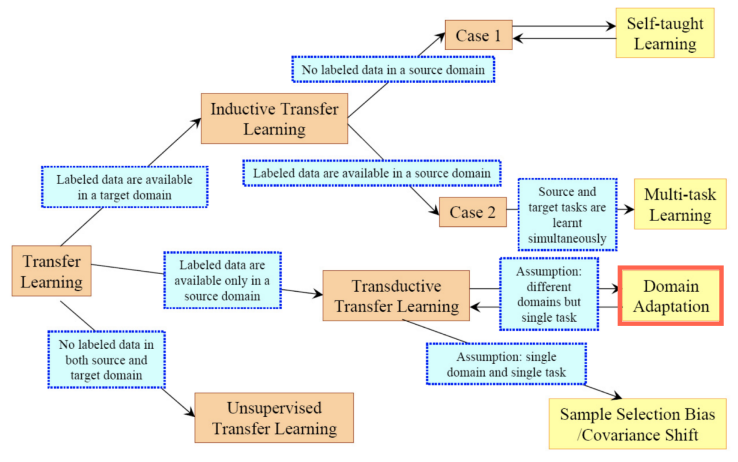 Case 1
Self-taught
Learning
No labeled data in a source domain
Inductive Transfer
Learning
Labeled data are available
in a target domain
Labeled data are available in a source domain
Case 2
Source and
target tasks are
learnt
simultaneously
Multi-task
Learning
Transfer
Learning
Labeled data are
available only in a
source domain
Transductive
Transfer Learning
Assumption:
different
domains but
single task
Domain
Adaptation
No labeled data in
both source and
target domain
Assumption: single
domain and single task
Unsupervised
Transfer Learning
Sample Selection Bias
/Covariance Shift